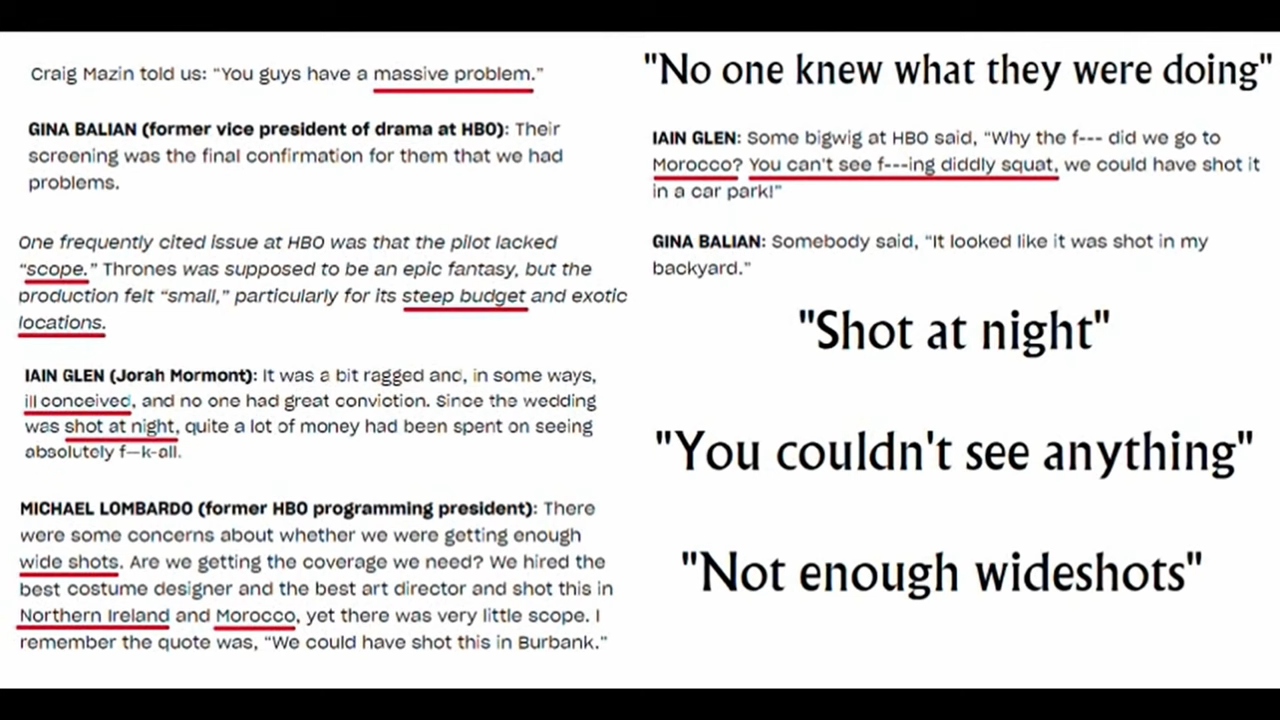 Craig Mazin told us: “You guys have a massive problem.”
GINA BALIAN (former vice president of drama at HBO): Their
screening was the final confirmation for them that we had
problems.
One frequently cited issue at HBO was that the pilot lacked
“scope.” Thrones was supposed to be an epic fantasy, but the
production felt “small,” particularly for its steep budget and exotic
locations.
IAIN GLEN (Jorah Mormont): It was a bit ragged and, in some ways,
ill conceived, and no one had great conviction. Since the wedding
was shot at night, quite a lot of money had been spent on seeing
absolutely f—k-all.
MICHAEL LOMBARDO (former HBO programming president): There
were some concerns about whether we were getting enough
wide shots. Are we getting the coverage we need? We hired the
best costume designer and the best art director and shot this in
Northern Ireland and Morocco, yet there was very little scope. I
remember the quote was, “We could have shot this in Burbank.”
"No one knew what they were doing"
IAIN GLEN: Some bigwig at HBO said, “Why the f--- did we go to
Morocco? You can’t see f---ing diddly squat, we could have shot it
in a car park!”
GINA BALIAN: Somebody said, “It looked like it was shot in my
backyard.”
"Shot at night"
"You couldn't see anything"
"Not enough wideshots"